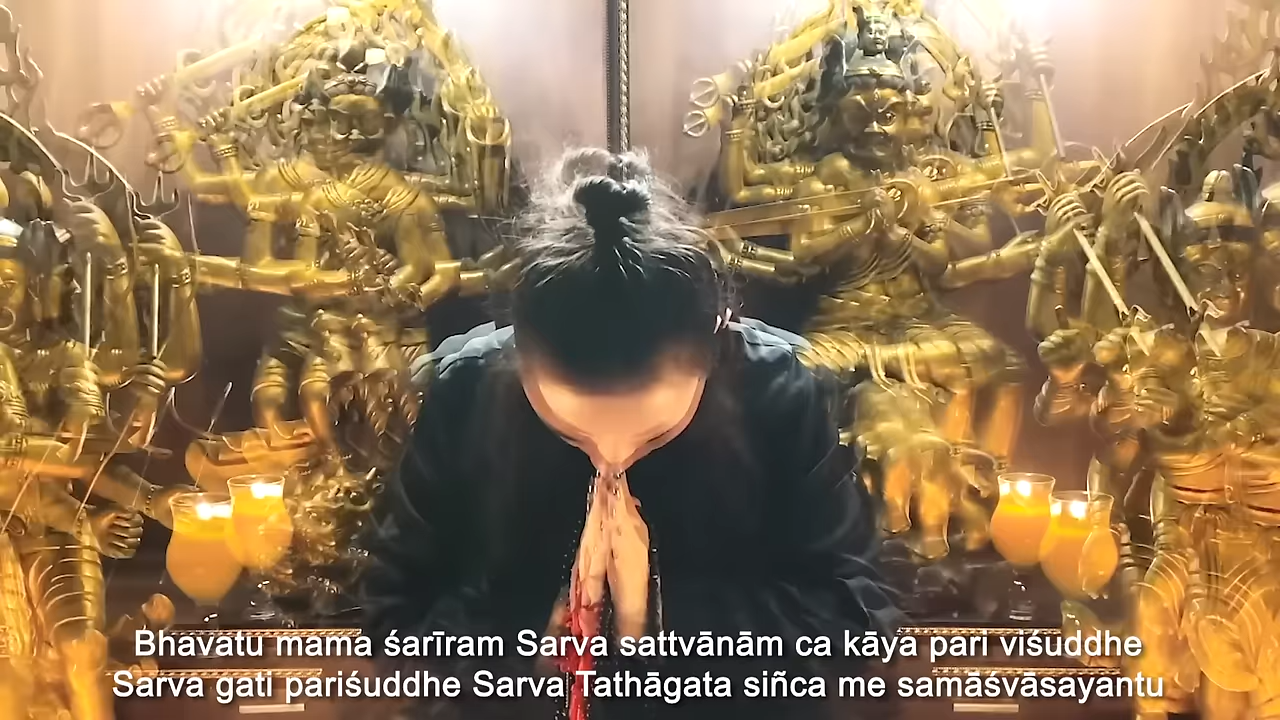 Bhavatu mama śarīram Sarva sattvānām ca kāya pari viśuddhe
Sarva gati pariśuddhe Sarva Tathāgata siñca me samāśvāsayantu